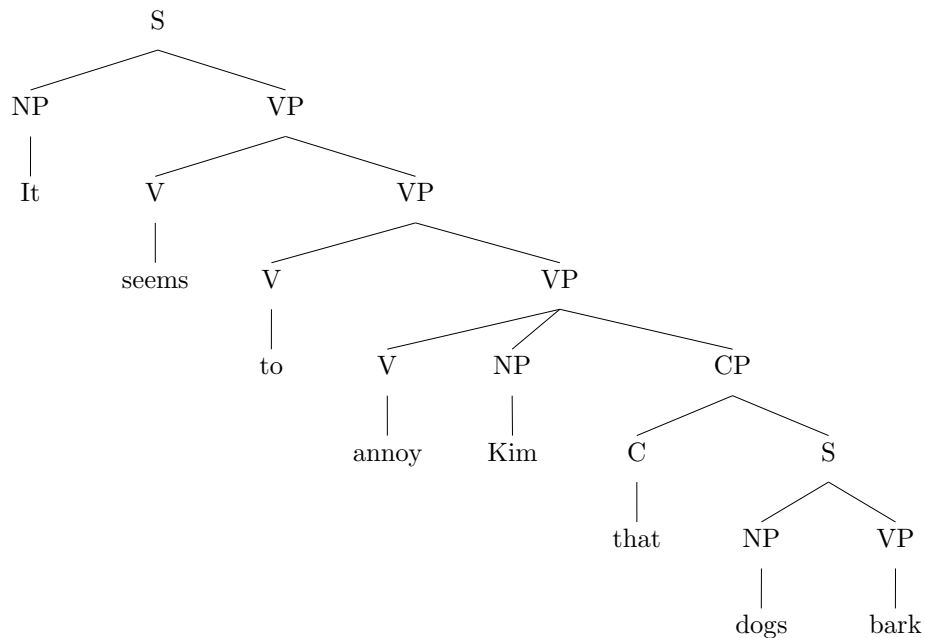 S
NP VP
It V VP
seems V VP
to V NP CP
annoy Kim C S
that NP VP
dogs bark